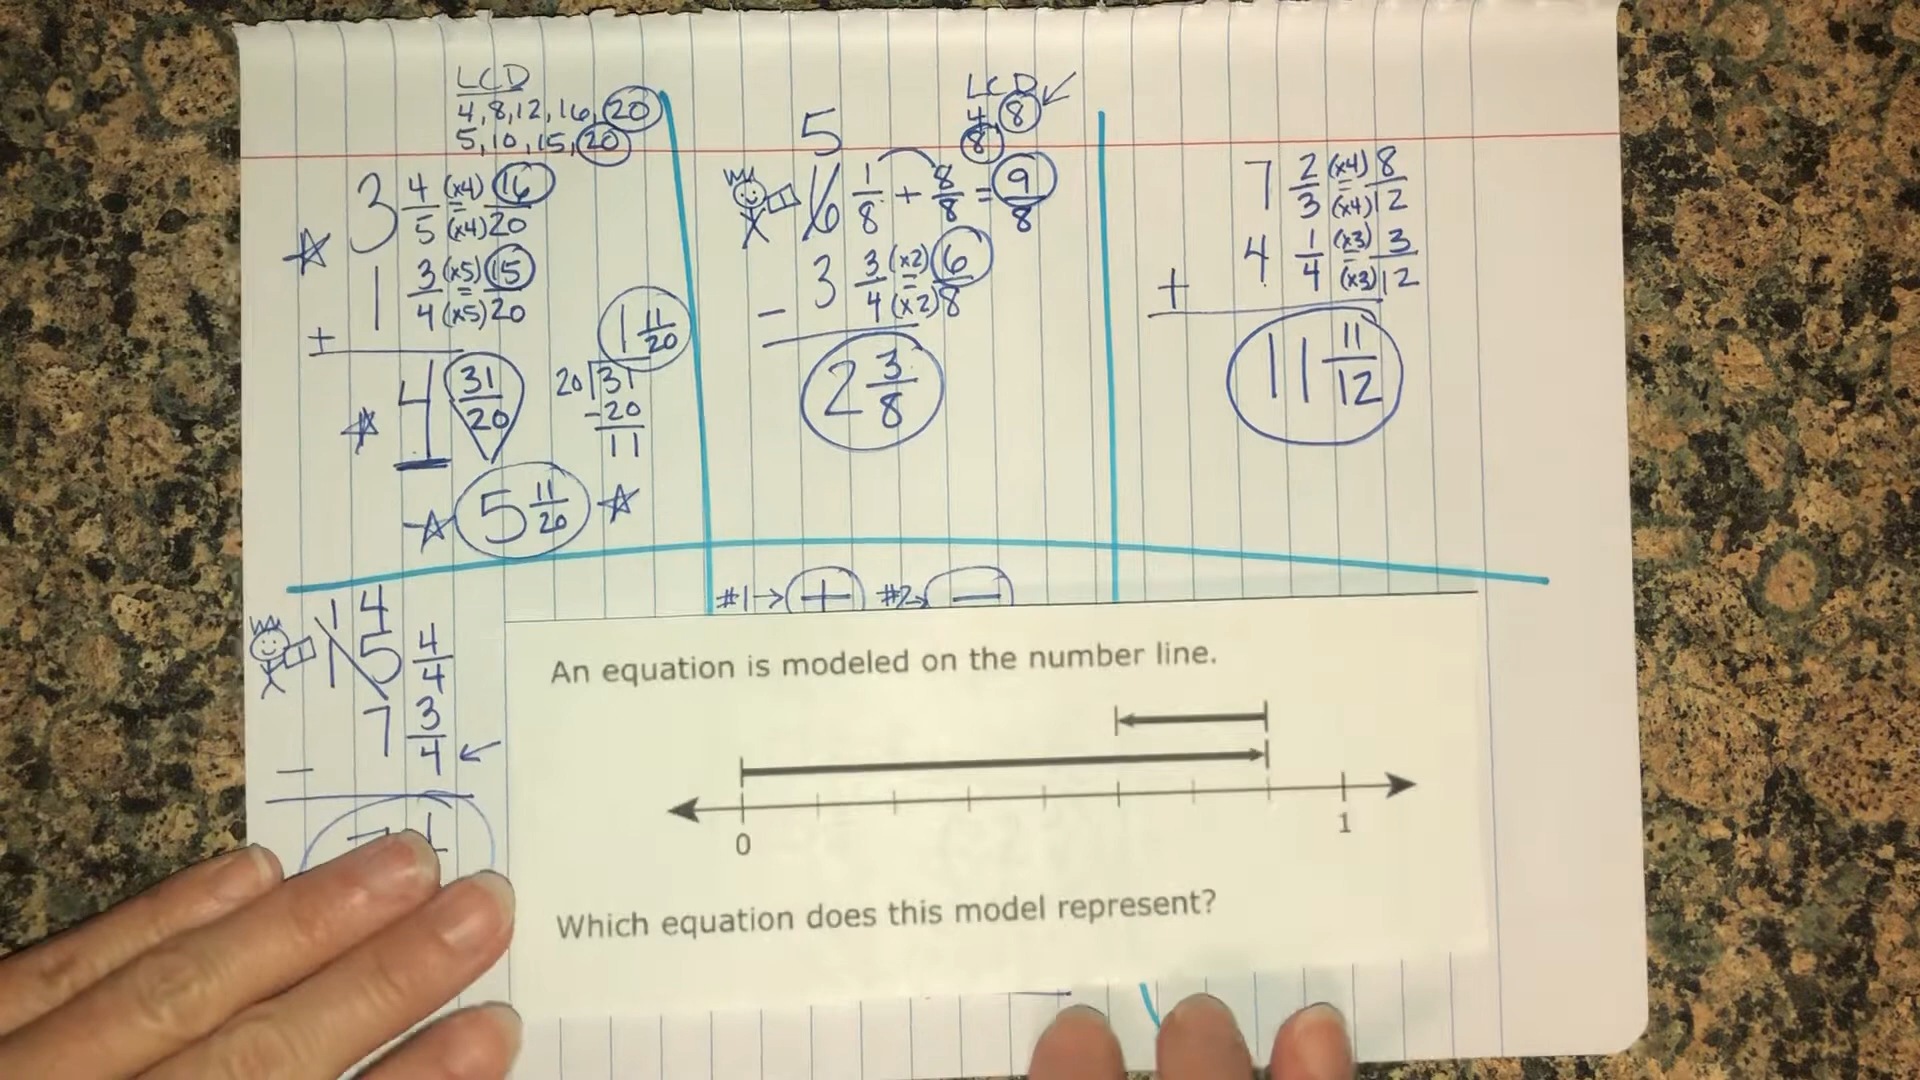 LCD
4, 8, 12, 16, 20
5, 10, 15, 20
3 4/5 (x4)/(x4) = 16/20
1 3/4 (x5)/(x5) = 15/20
+
4 31/20
1 11/20
20 31
-20
11
5 11/20
LCD
4, 8
8
5
6 1/8 + 8/8 = 9/8
3 3/4 (x2)/(x2) = 6/8
-
2 3/8
7 2/3 (x4)/(x4) = 8/12
4 1/4 (x3)/(x3) = 3/12
+
11 11/12
14
15 4/4
7 3/4
-
#1→ + #2→ -
An equation is modeled on the number line.
0 1
Which equation does this model represent?